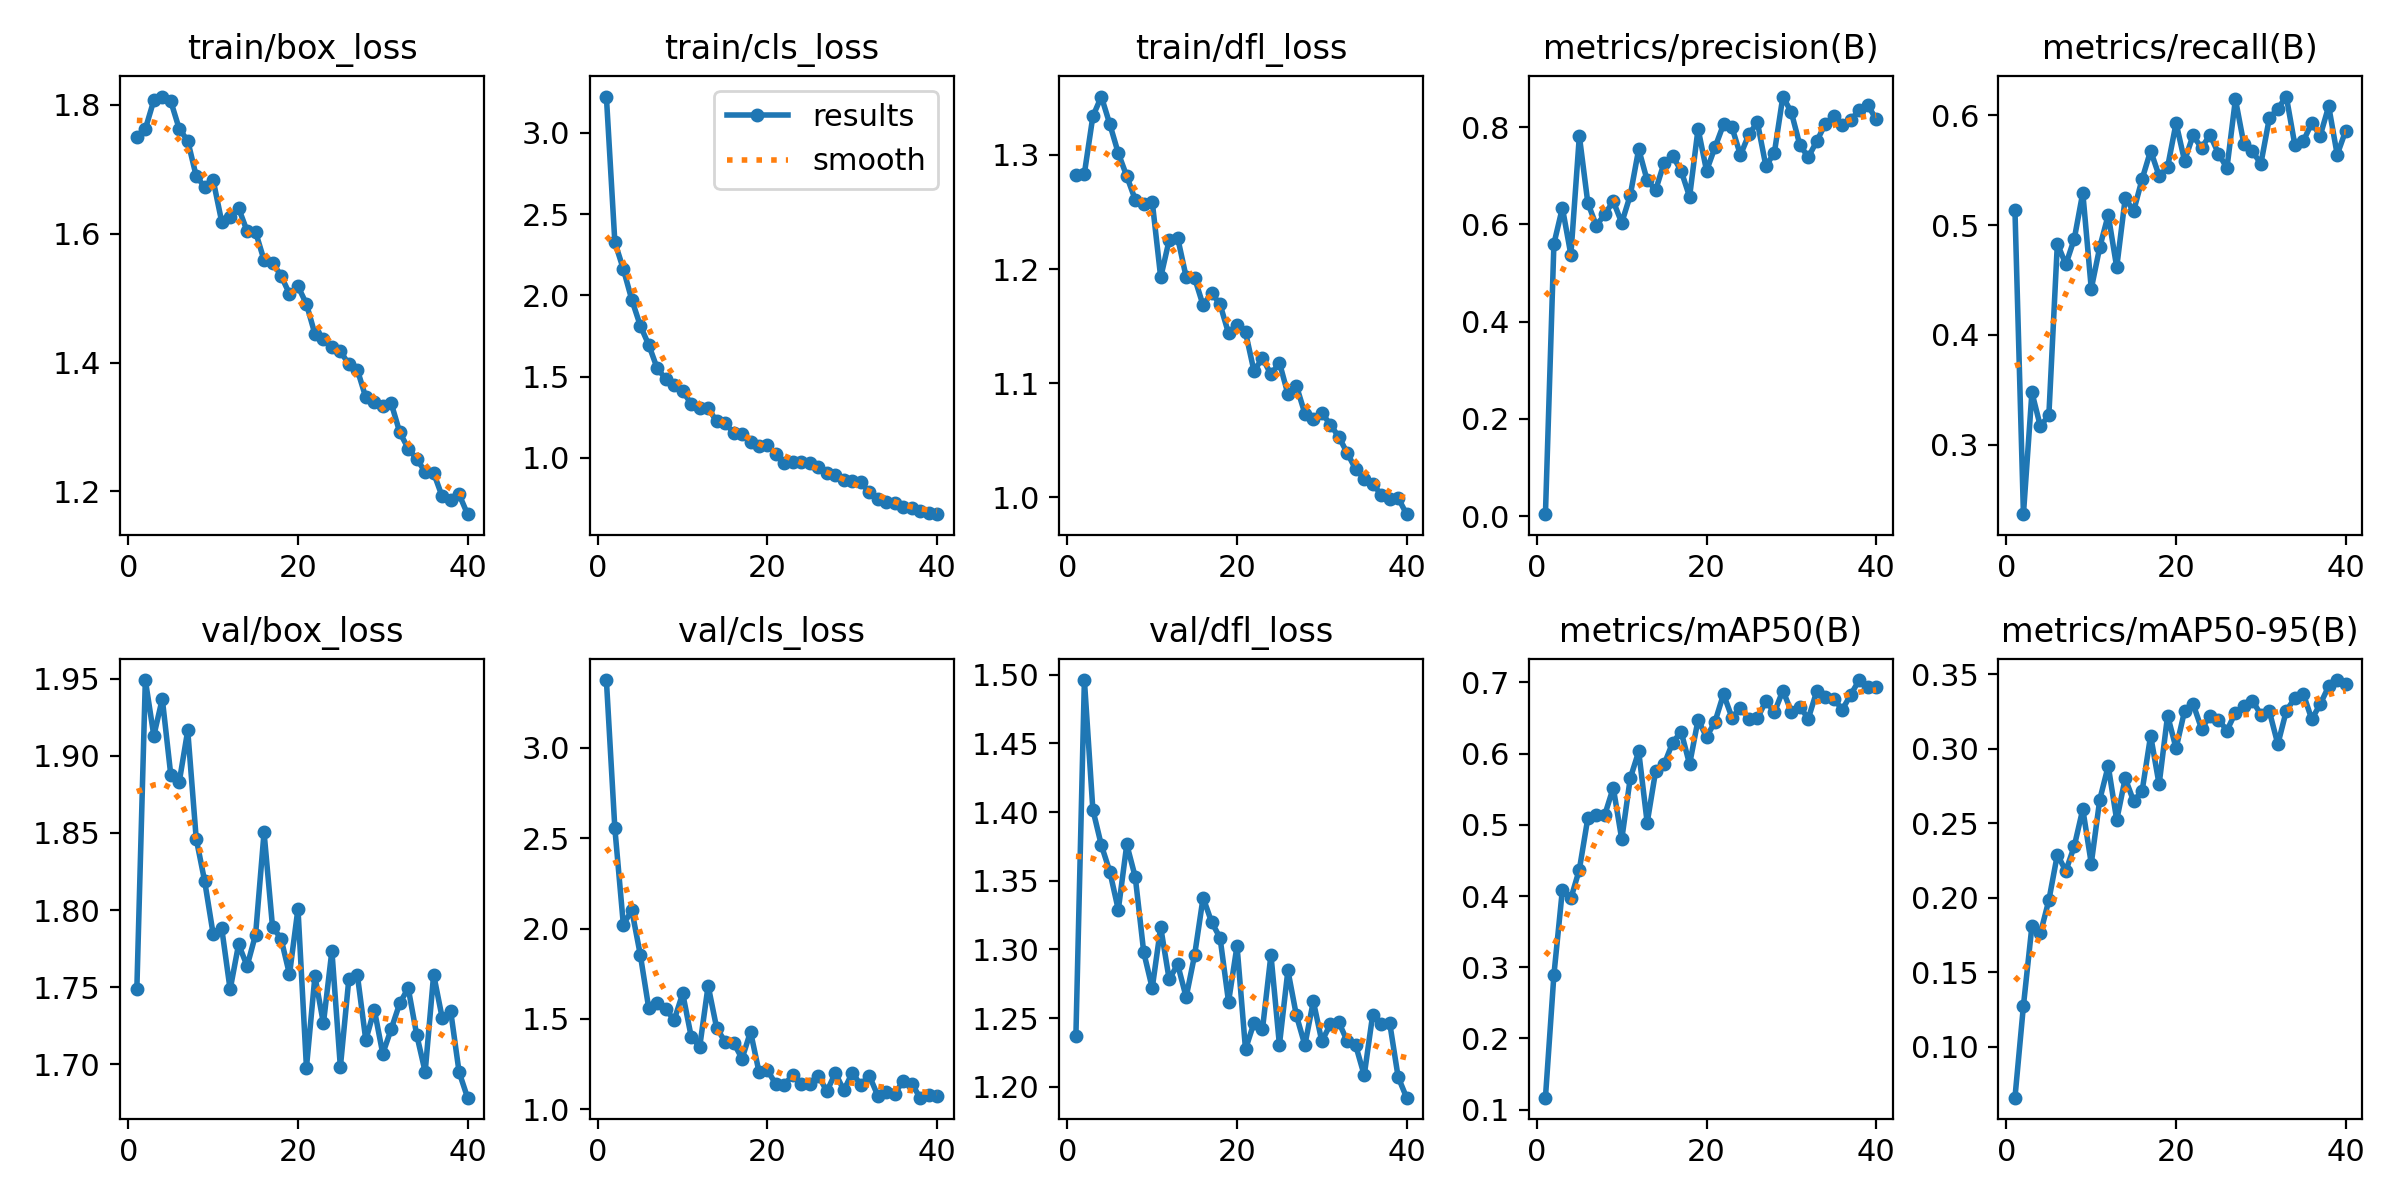 train/box_loss
train/cls_loss
train/dfl_loss
metrics/precision(B)
metrics/recall(B)
1.8
1.6
1.4
1.2
0 20 40
results
smooth
3.0
2.5
2.0
1.5
1.0
0 20 40
1.3
1.2
1.1
1.0
0 20 40
0.8
0.6
0.4
0.2
0.0
0 20 40
0.6
0.5
0.4
0.3
0 20 40
val/box_loss
val/cls_loss
val/dfl_loss
metrics/mAP50(B)
metrics/mAP50-95(B)
1.95
1.90
1.85
1.80
1.75
1.70
0 20 40
3.0
2.5
2.0
1.5
1.0
0 20 40
1.50
1.45
1.40
1.35
1.30
1.25
1.20
0 20 40
0.7
0.6
0.5
0.4
0.3
0.2
0.1
0 20 40
0.35
0.30
0.25
0.20
0.15
0.10
0 20 40